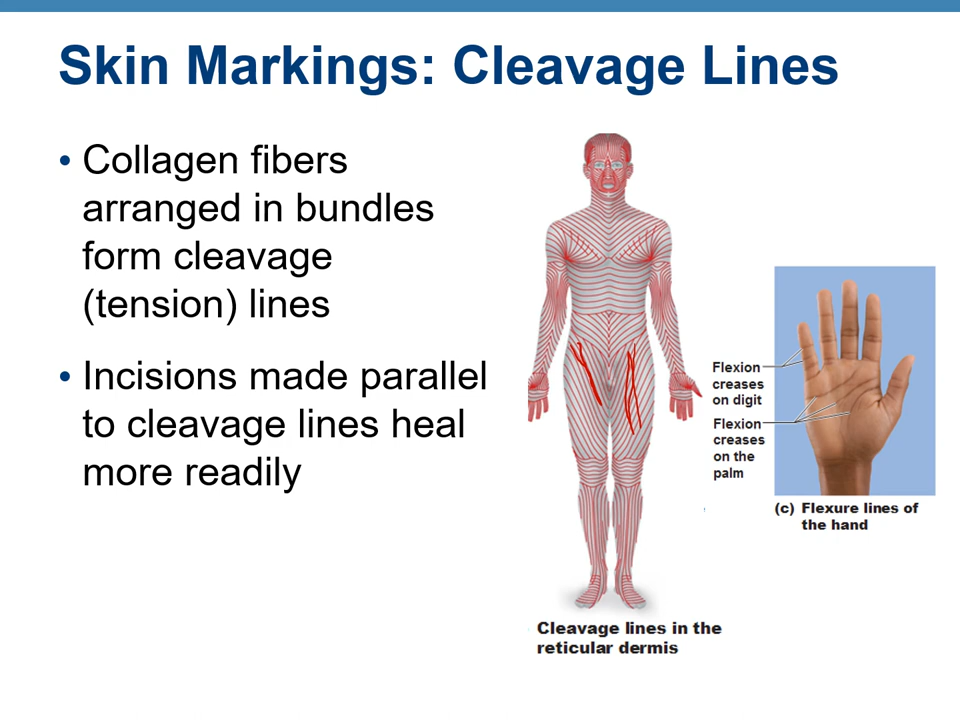 Skin Markings: Cleavage Lines
• Collagen fibers
arranged in bundles
form cleavage
(tension) lines
• Incisions made parallel
to cleavage lines heal
more readily
Flexion
creases
on digit
Flexion
creases
on the
palm
(c) Flexure lines of
the hand
Cleavage lines in the
reticular dermis